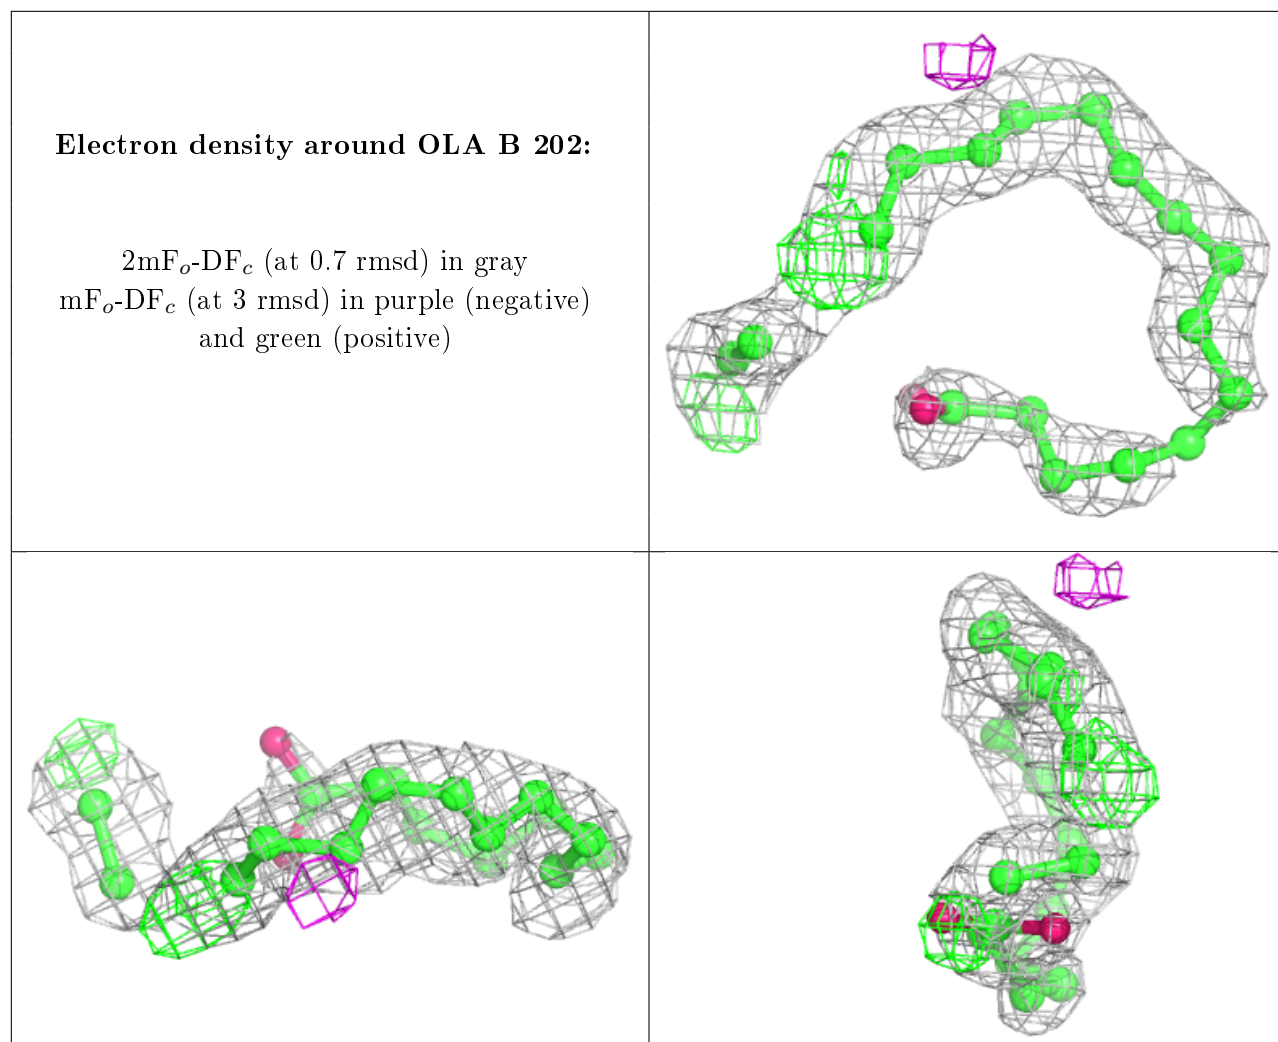 Electron density around OLA B 202:
2mFₒ-DF𝒸 (at 0.7 rmsd) in gray
mFₒ-DF𝒸 (at 3 rmsd) in purple (negative)
and green (positive)